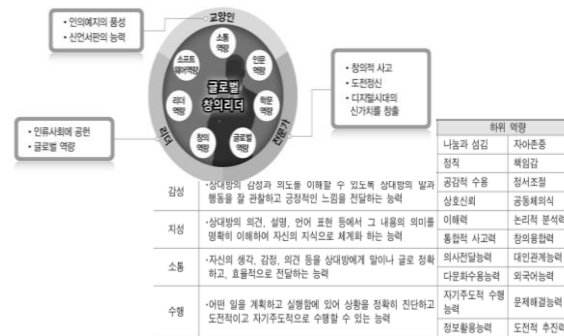 • 인의예지의 풍성
• 신언서판의 능력
교양인
소통
역량
소프트
웨어역량
인문
역량
글로벌
창의리더
리더
역량
학문
역량
창의
역량
글로벌
역량
리더
전문가
• 창의적 사고
• 도전정신
• 디지털시대의
신가치를 창출
• 인류사회에 공헌
• 글로벌 역량
하위 역량
나눔과 섬김 자아존중
정직 책임감
감성 ·상대방의 감정과 의도를 이해할 수 있도록 상대방의 말과 공감적 수용 정서조절
행동을 잘 관찰하고 긍정적인 느낌을 전달하는 능력 상호신뢰 공동체의식
지성 ·상대방의 의견, 설명, 언어 표현 등에서 그 내용의 의미를 이해력 논리적 분석력
명확히 이해하여 자신의 지식으로 체계화 하는 능력 통합적 사고력 창의융합력
소통 ·자신의 생각, 감정, 의견 등을 상대방에게 말이나 글로 정확 의사전달능력 대인관계능력
하고, 효율적으로 전달하는 능력 다문화수용능력 외국어능력
수행 ·어떤 일을 계획하고 실행함에 있어 상황을 정확히 진단하고 자기주도적 수행 문제해결능력
도전적이고 자기주도적으로 수행할 수 있는 능력 능력
정보활용능력 도전적 추진력